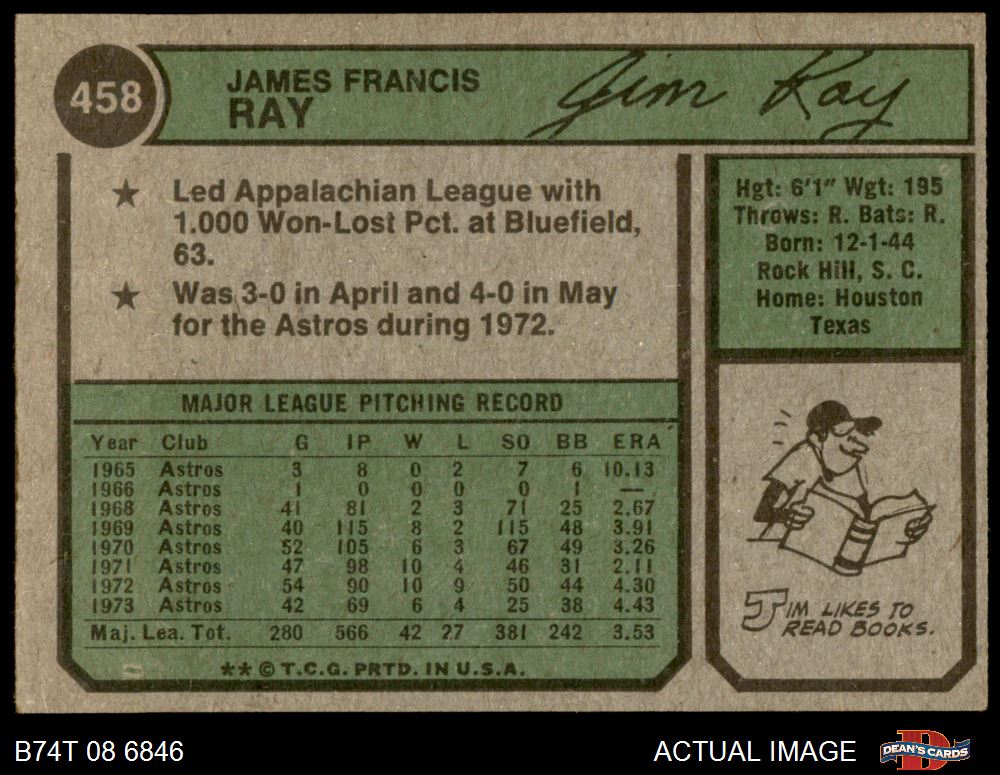 458
JAMES FRANCIS
RAY
Jim Ray
★ Led Appalachian League with
1.000 Won-Lost Pct. at Bluefield,
63.
★ Was 3-0 in April and 4-0 in May
for the Astros during 1972.
Hgt: 6'1" Wgt: 195
Throws: R. Bats: R.
Born: 12-1-44
Rock Hill, S. C.
Home: Houston
Texas
MAJOR LEAGUE PITCHING RECORD
Year Club G IP W L SO BB ERA
1965 Astros 3 8 0 2 7 6 10.13
1966 Astros 1 0 0 0 0 1 —
1968 Astros 41 81 2 3 71 25 2.67
1969 Astros 40 115 8 2 115 48 3.91
1970 Astros 52 105 6 3 67 49 3.26
1971 Astros 47 98 10 4 46 31 2.11
1972 Astros 54 90 10 9 50 44 4.30
1973 Astros 42 69 6 4 25 38 4.43
Maj. Lea. Tot. 280 566 42 27 381 242 3.53
** © T.C.G. PRTD. IN U.S.A.
JIM LIKES TO
READ BOOKS.
B74T 08 6846
ACTUAL IMAGE
DEAN'S CARDS